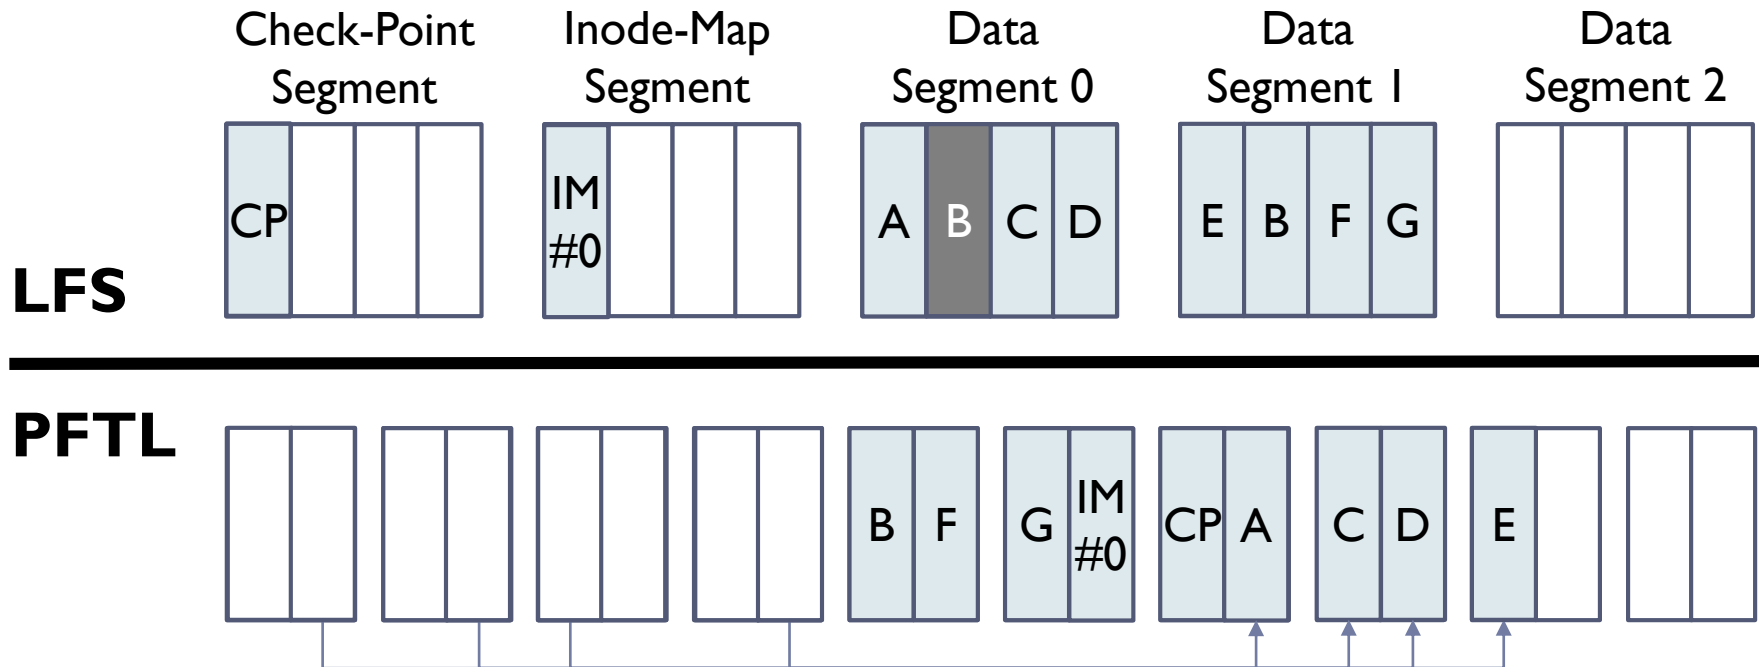 Check-Point Segment
Inode-Map Segment
Data Segment 0
Data Segment 1
Data Segment 2
LFS
CP
IM #0
A B C D
E B F G
PFTL
B F
G IM #0
CP A
C D
E